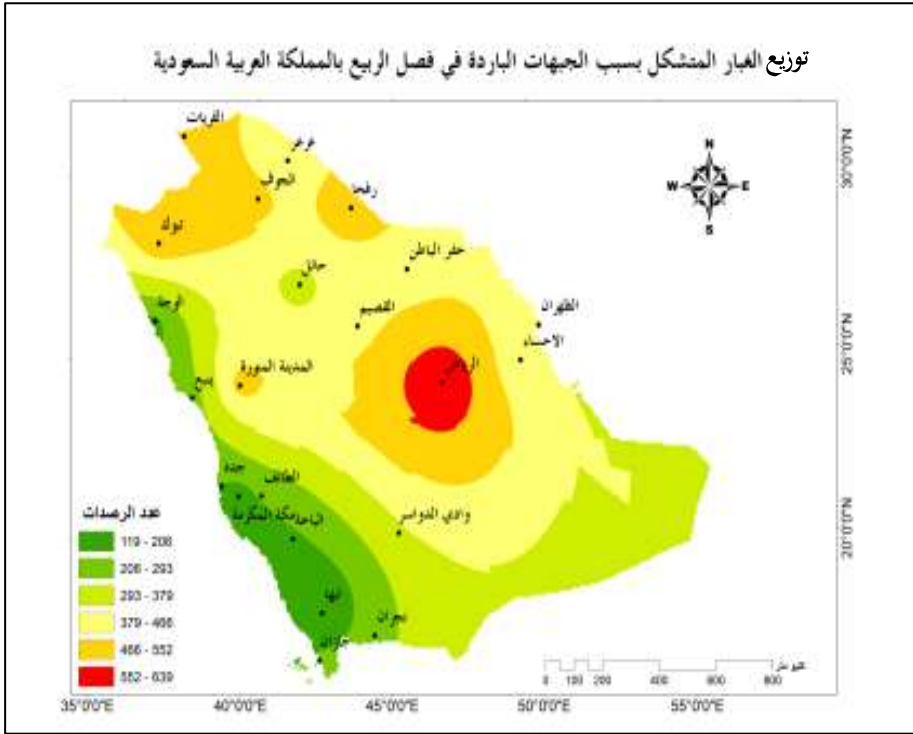 توزيع الغبار المتشكل بسبب الجبهات الباردة في فصل الربيع بالمملكة العربية السعودية
القريات
عرعر
الجوف
رفحا
تبوك
حفر الباطن
حائل
الوجه
القصيم
الظهران
الاحساء
الرياض
المدينة المنورة
ينبع
جدة
الطائف
مكة المكرمة
الباحة
وادي الدواسر
ابها
نجران
جازان
N
W E
S
30°0'0"N
25°0'0"N
20°0'0"N
عدد الرصدات
119 - 206
206 - 293
293 - 379
379 - 466
466 - 552
552 - 639
كيلو متر
0 100 200 400 600 800
35°0'0"E 40°0'0"E 45°0'0"E 50°0'0"E 55°0'0"E